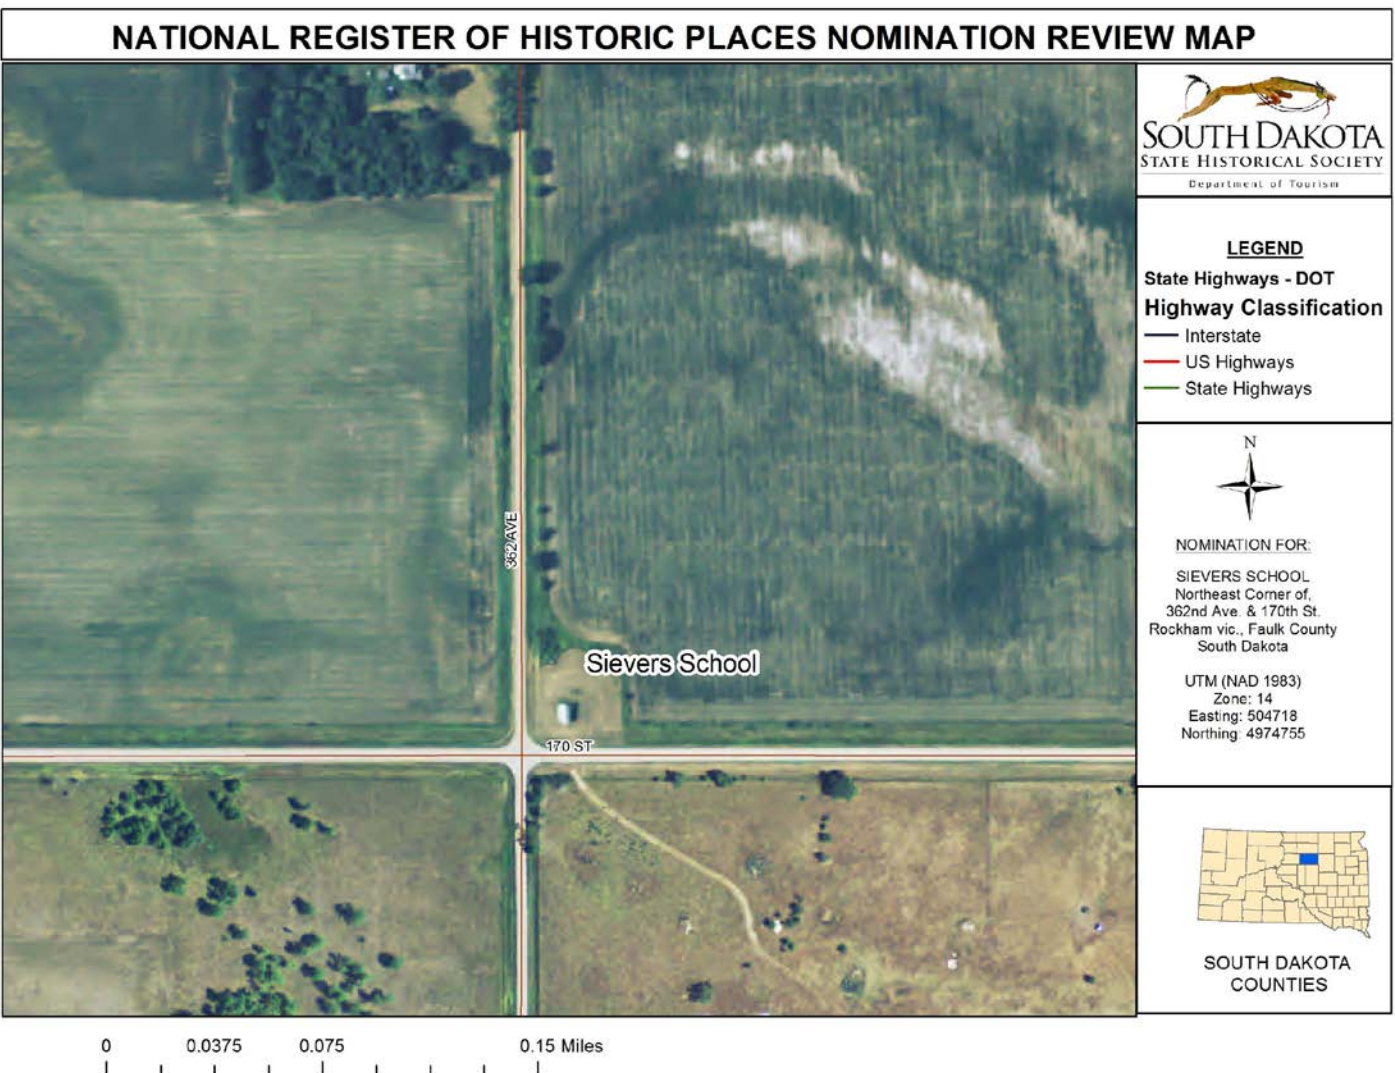 NATIONAL REGISTER OF HISTORIC PLACES NOMINATION REVIEW MAP
SOUTH DAKOTA
STATE HISTORICAL SOCIETY
Department of Tourism
LEGEND
State Highways - DOT
Highway Classification
Interstate
US Highways
State Highways
N
NOMINATION FOR:
SIEVERS SCHOOL
Northeast Corner of,
362nd Ave. & 170th St.
Rockham vic., Faulk County
South Dakota
UTM (NAD 1983)
Zone: 14
Easting: 504718
Northing: 4974755
SOUTH DAKOTA
COUNTIES
362 AVE
Sievers School
170 ST
0 0.0375 0.075 0.15 Miles